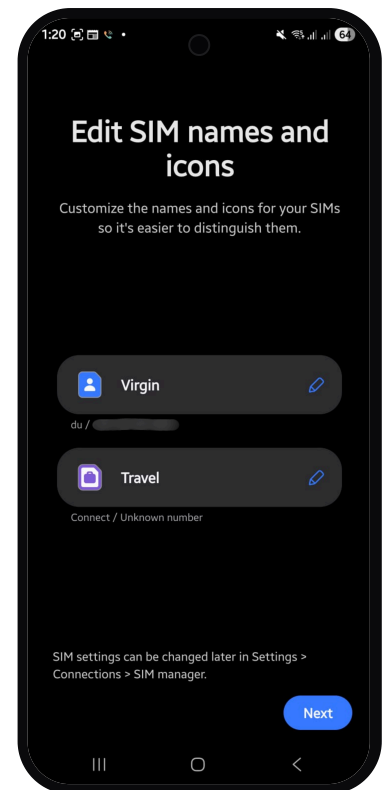 1:20 64
Edit SIM names and
icons
Customize the names and icons for your SIMs
so it's easier to distinguish them.
Virgin
du /
Travel
Connect / Unknown number
SIM settings can be changed later in Settings >
Connections > SIM manager.
Next